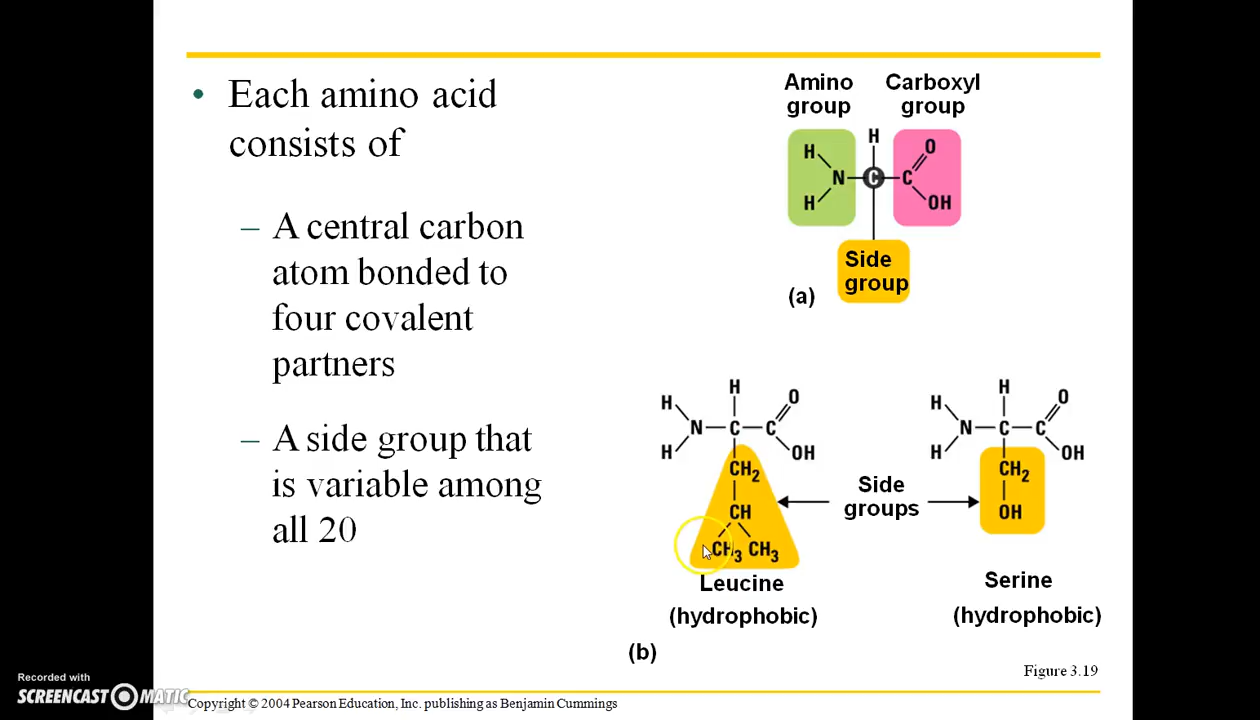 • Each amino acid
consists of
– A central carbon
atom bonded to
four covalent
partners
– A side group that
is variable among
all 20
Amino
group
Carboxyl
group
H
H
O
N
C
C
H
OH
Side
group
(a)
H
H
O
N
C
C
H
OH
CH2
CH
CH3 CH3
Leucine
(hydrophobic)
Side
groups
H
H
O
N
C
C
H
OH
CH2
OH
Serine
(hydrophobic)
(b)
Figure 3.19
Recorded with
SCREENCAST MATIC
Copyright © 2004 Pearson Education, Inc. publishing as Benjamin Cummings